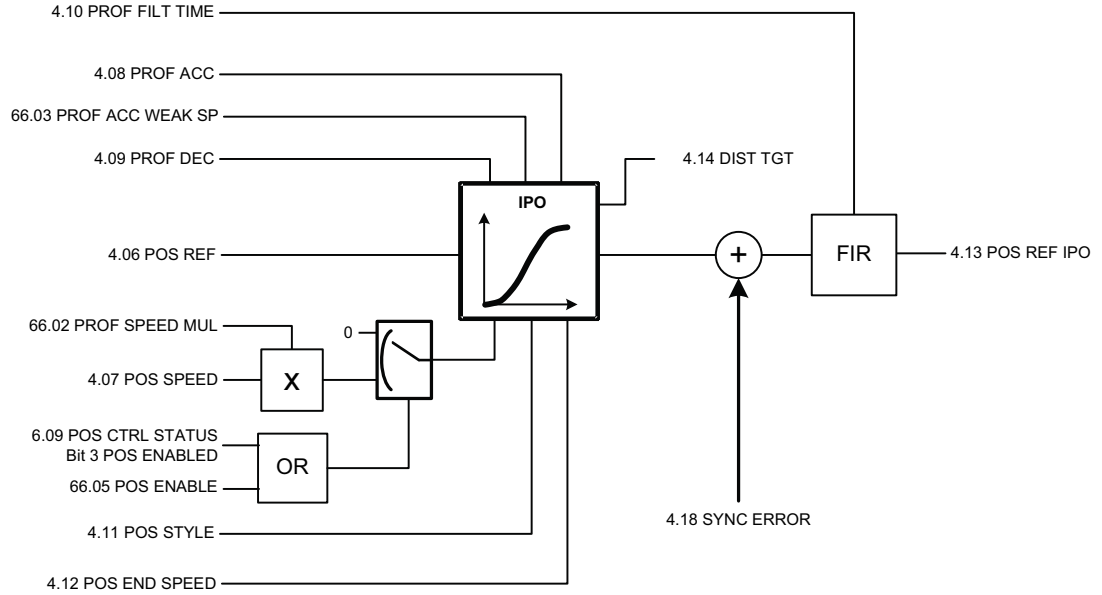 4.10 PROF FILT TIME
4.08 PROF ACC
66.03 PROF ACC WEAK SP
4.09 PROF DEC
4.14 DIST TGT
IPO
4.06 POS REF
+
FIR
4.13 POS REF IPO
66.02 PROF SPEED MUL
0
4.07 POS SPEED
X
6.09 POS CTRL STATUS
Bit 3 POS ENABLED
OR
66.05 POS ENABLE
4.18 SYNC ERROR
4.11 POS STYLE
4.12 POS END SPEED